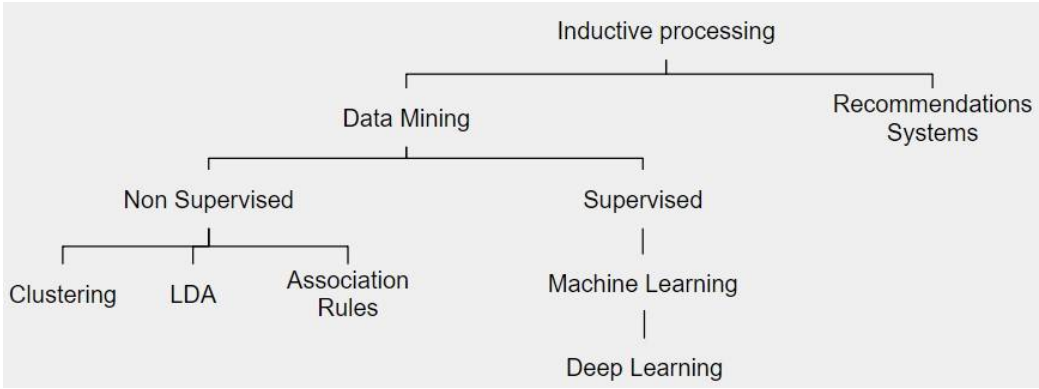 Inductive processing
Data Mining
Recommendations
Systems
Non Supervised
Supervised
Clustering
LDA
Association
Rules
Machine Learning
Deep Learning